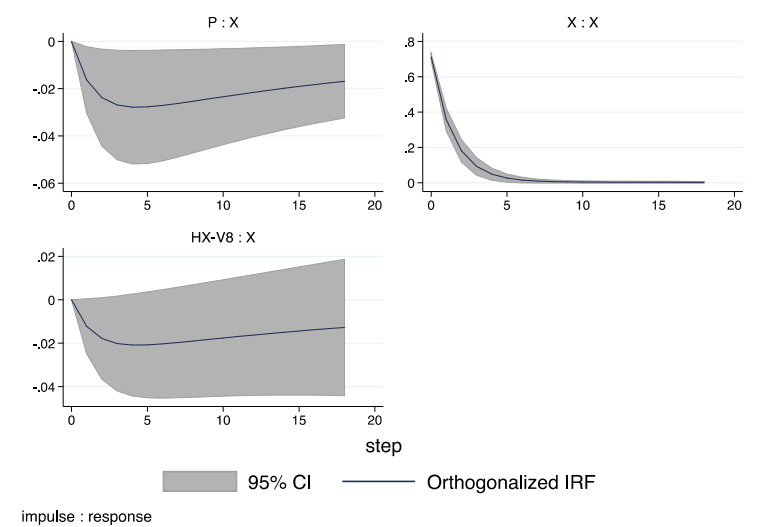 P : X
X : X
0
-.02
-.04
-.06
0 5 10 15 20
.8
.6
.4
.2
0
0 5 10 15 20
HX-V8 : X
.02
0
-.02
-.04
0 5 10 15 20
step
95% CI Orthogonalized IRF
impulse : response